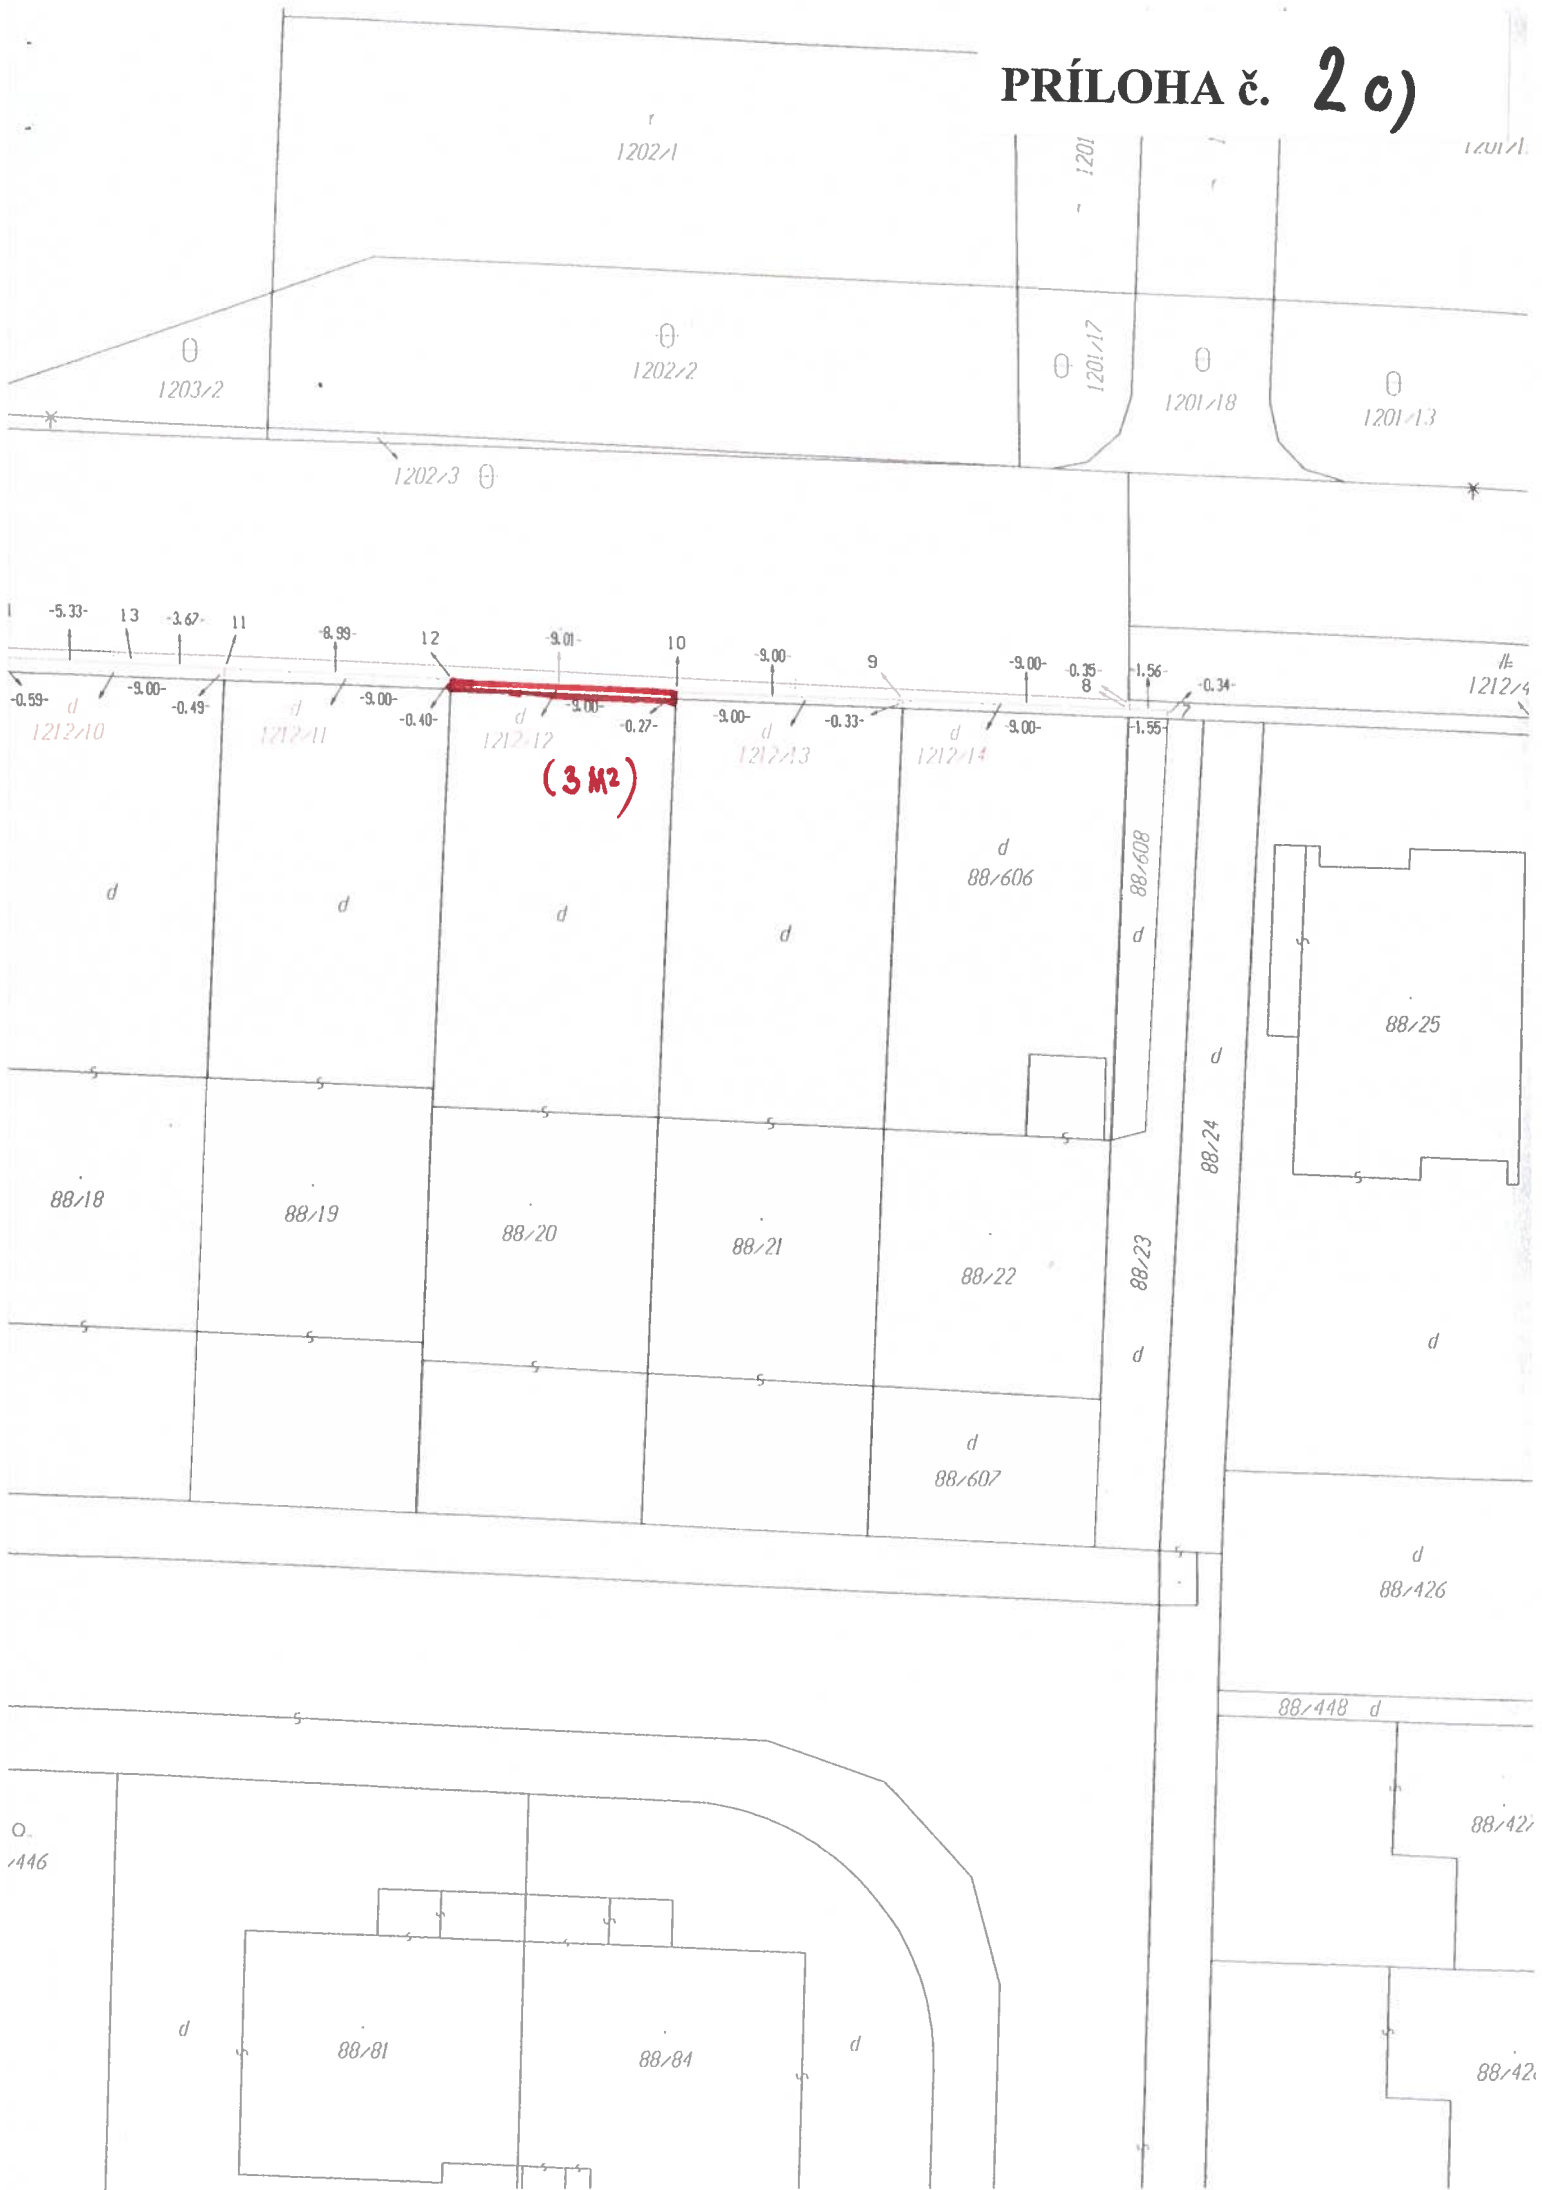 PRÍLOHA č. 2 c)
1202/1
1201
1203/2
1202/2
1201/17
1201/18
1201/13
1202/3
-5.33- 13 -3.67- 11 -8.99- 12 -9.01- 10 -9.00- 9 -9.00- -0.35- 8 -1.56- -0.34-
-0.59- -9.00- -0.49- -9.00- -0.40- -9.00- -0.27- -9.00- -0.33- -9.00- -1.55- 7
d d d d d
1212/10 1212/11 1212/12 1212/13 1212/14 1212/4
(3 M²)
d
88/606
88/608
d d d d d
88/25
d
88/24
88/18 88/19 88/20 88/21 88/22 88/23
d d
d
88/607
d
88/426
88/448 d
/446
d 88/81 88/84 d